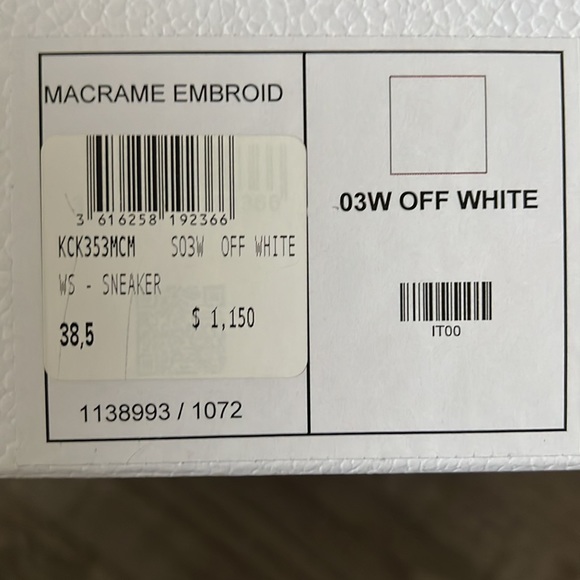 MACRAME EMBROID
3 616258 192366
KCK353MCM S03W OFF WHITE
WS - SNEAKER
38,5 $ 1,150
1138993 / 1072
03W OFF WHITE
IT00